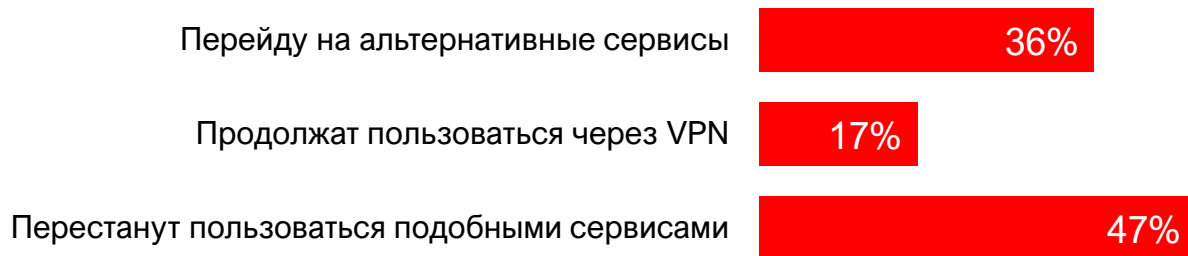 Перейду на альтернативные сервисы 36%
Продолжат пользоваться через VPN 17%
Перестанут пользоваться подобными сервисами 47%